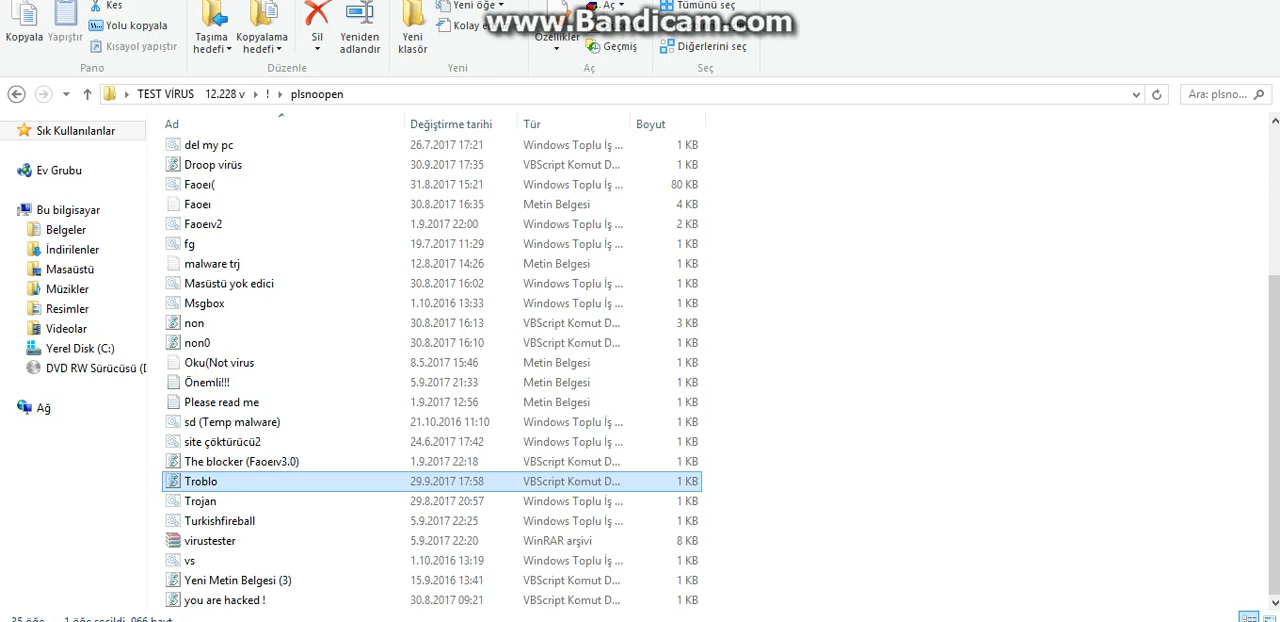 Kes
Yeni öğe
Aç
Tümünü seç
www.Bandicam.com
Kopyala Yapıştır
Yolu kopyala
Kısayol yapıştır
Taşıma hedefi
Kopyalama hedefi
Sil
Yeniden adlandır
Yeni klasör
Özellikler
Geçmiş
Diğerlerini seç
Pano
Düzenle
Yeni
Aç
Seç
TEST VİRUS 12.228 v ! plsnoopen
Ara: plsno...
Ad Değiştirme tarihi Tür Boyut
Sık Kullanılanlar
Ev Grubu
Bu bilgisayar
Belgeler
İndirilenler
Masaüstü
Müzikler
Resimler
Videolar
Yerel Disk (C:)
DVD RW Sürücüsü (
Ağ
del my pc 26.7.2017 17:21 Windows Toplu İş ... 1 KB
Droop virüs 30.9.2017 17:35 VBScript Komut D... 1 KB
Faoeı( 31.8.2017 15:21 Windows Toplu İş ... 80 KB
Faoeı 30.8.2017 16:35 Metin Belgesi 4 KB
Faoeıv2 1.9.2017 22:00 Windows Toplu İş ... 2 KB
fg 19.7.2017 11:29 Windows Toplu İş ... 1 KB
malware trj 12.8.2017 14:26 Metin Belgesi 1 KB
Masüstü yok edici 30.8.2017 16:02 Windows Toplu İş ... 1 KB
Msgbox 1.10.2016 13:33 Windows Toplu İş ... 1 KB
non 30.8.2017 16:13 VBScript Komut D... 3 KB
non0 30.8.2017 16:10 VBScript Komut D... 1 KB
Oku(Not virus 8.5.2017 15:46 Metin Belgesi 1 KB
Önemli!!! 5.9.2017 21:33 Metin Belgesi 1 KB
Please read me 1.9.2017 12:56 Metin Belgesi 1 KB
sd (Temp malware) 21.10.2016 11:10 Windows Toplu İş ... 1 KB
site çöktürücü2 24.6.2017 17:42 Windows Toplu İş ... 1 KB
The blocker (Faoeıv3.0) 1.9.2017 22:18 VBScript Komut D... 1 KB
Troblo 29.9.2017 17:58 VBScript Komut D... 1 KB
Trojan 29.8.2017 20:57 Windows Toplu İş ... 1 KB
Turkishfireball 5.9.2017 22:25 Windows Toplu İş ... 1 KB
virustester 5.9.2017 22:20 WinRAR arşivi 8 KB
vs 1.10.2016 13:19 Windows Toplu İş ... 1 KB
Yeni Metin Belgesi (3) 15.9.2016 13:41 VBScript Komut D... 1 KB
you are hacked ! 30.8.2017 09:21 VBScript Komut D... 1 KB